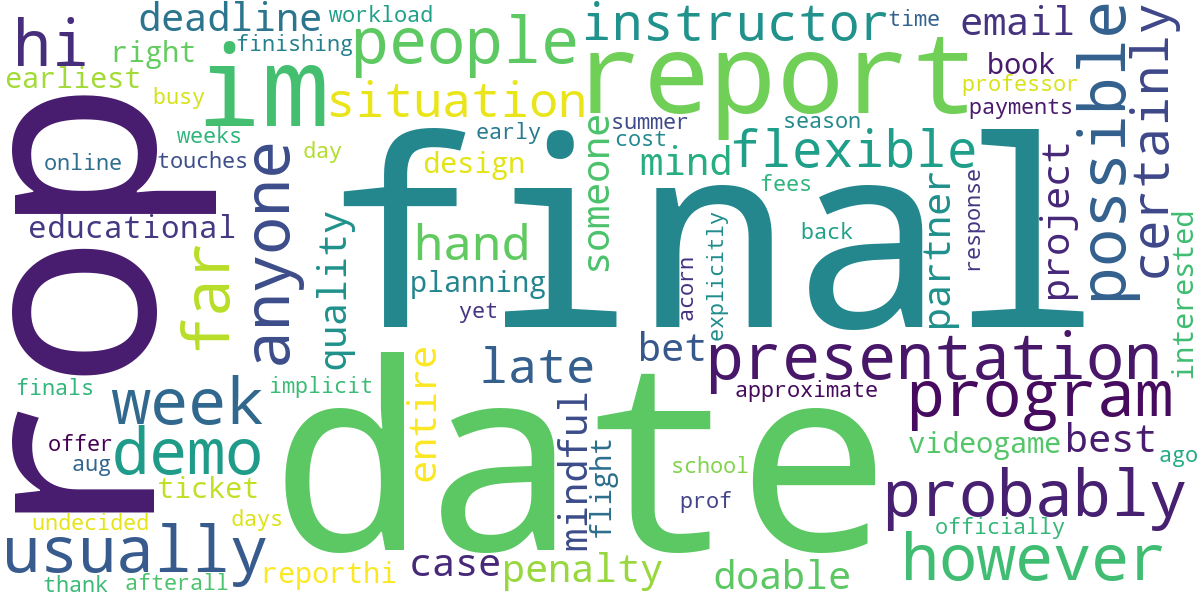 deadline
workload
instructor
time
email
hi
right
finishing
people
book
professor
earliest
im
situation
report
possible
certainly
busy
payments
weeks
early
summer
season
online
touches
day
design
cost
mind
flexible
rop
anyone
final
someone
fees
educational
far
quality
hand
partner
response
project
planning
acorn
explicitly
back
yet
interested
late
bet
presentation
finals
week
implicit
entire
date
approximate
program
offer
demo
mindful
flight
school
videogame
best
ago
aug
ticket
prof
probably
undecided
days
officially
usually
reporthi
case
penalty
doable
however
thank
afterall